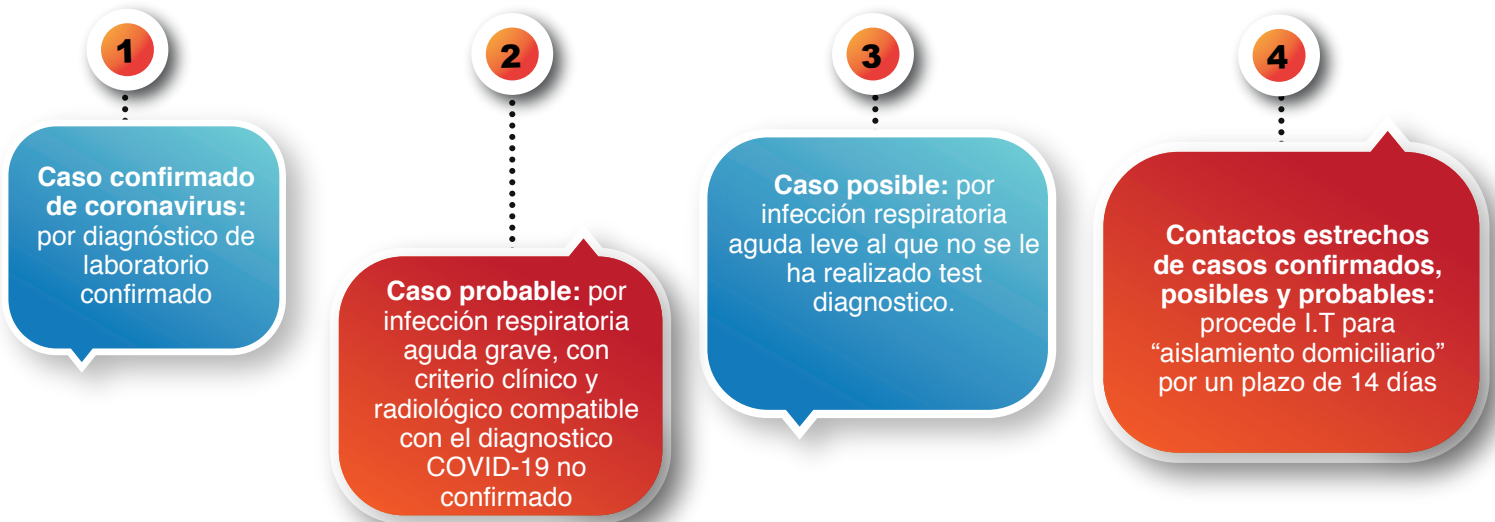 1
Caso confirmado
de coronavirus:
por diagnóstico de
laboratorio
confirmado
2
Caso probable: por
infección respiratoria
aguda grave, con
criterio clínico y
radiológico compatible
con el diagnostico
COVID-19 no
confirmado
3
Caso posible: por
infección respiratoria
aguda leve al que no se le
ha realizado test
diagnostico.
4
Contactos estrechos
de casos confirmados,
posibles y probables:
procede I.T para
“aislamiento domiciliario”
por un plazo de 14 días